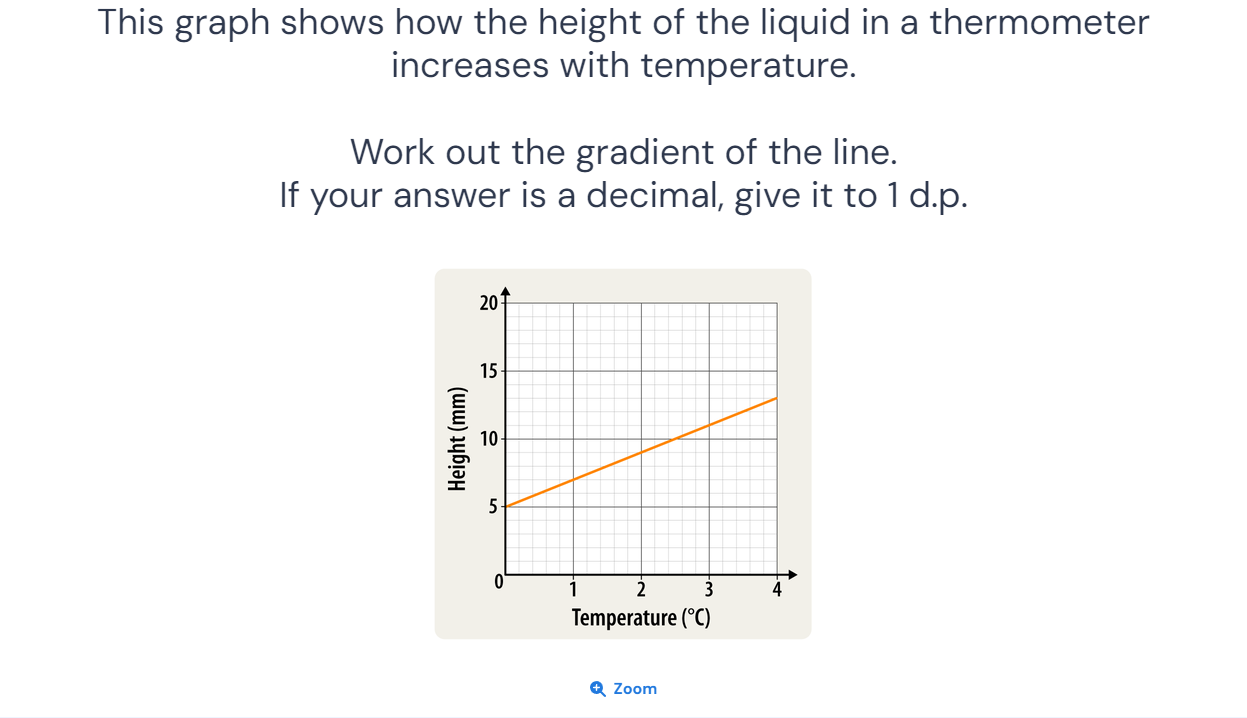 This graph shows how the height of the liquid in a thermometer
increases with temperature.
Work out the gradient of the line.
If your answer is a decimal, give it to 1 d.p.
20
15
10
5
0
Height (mm)
1 2 3 4
Temperature (°C)
Zoom